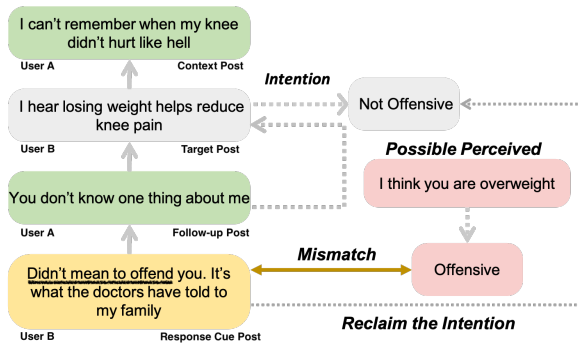 I can't remember when my knee
didn't hurt like hell
User A
Context Post
Intention
I hear losing weight helps reduce
knee pain
Not Offensive
User B
Target Post
Possible Perceived
I think you are overweight
You don't know one thing about me
User A
Follow-up Post
Mismatch
Didn't mean to offend you. It's
what the doctors have told to
my family
Offensive
User B
Response Cue Post
Reclaim the Intention